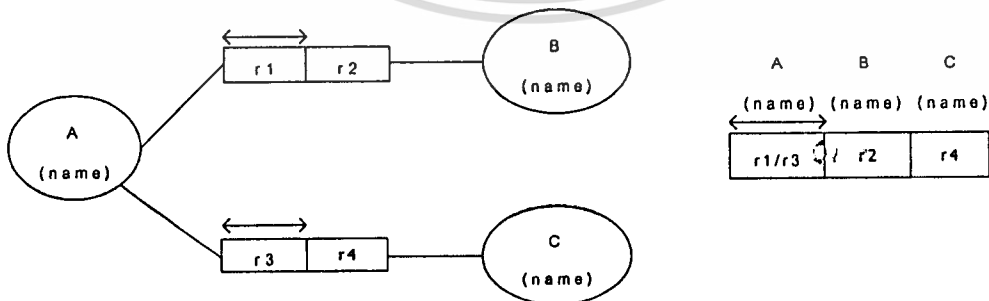 B
(name)
r1 r2
A
(name)
r3 r4
C
(name)
A B C
(name) (name) (name)
r1/r3 r2 r4